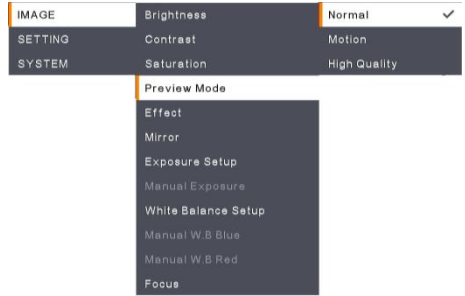 IMAGE
SETTING
SYSTEM
Brightness
Contrast
Saturation
Preview Mode
Effect
Mirror
Exposure Setup
Manual Exposure
White Balance Setup
Manual W.B Blue
Manual W.B Red
Focus
Normal
Motion
High Quality